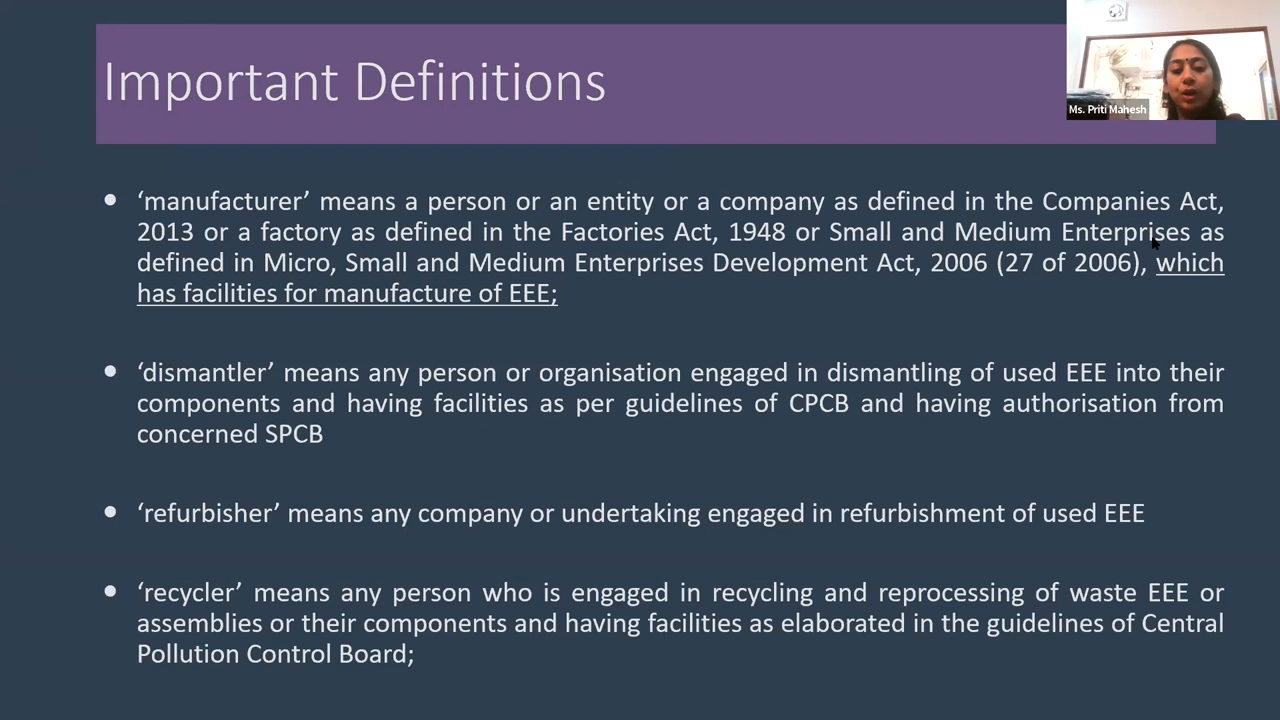 Important Definitions
Ms. Priti Mahesh
• ‘manufacturer’ means a person or an entity or a company as defined in the Companies Act,
2013 or a factory as defined in the Factories Act, 1948 or Small and Medium Enterprises as
defined in Micro, Small and Medium Enterprises Development Act, 2006 (27 of 2006), which
has facilities for manufacture of EEE;
• ‘dismantler’ means any person or organisation engaged in dismantling of used EEE into their
components and having facilities as per guidelines of CPCB and having authorisation from
concerned SPCB
• ‘refurbisher’ means any company or undertaking engaged in refurbishment of used EEE
• ‘recycler’ means any person who is engaged in recycling and reprocessing of waste EEE or
assemblies or their components and having facilities as elaborated in the guidelines of Central
Pollution Control Board;